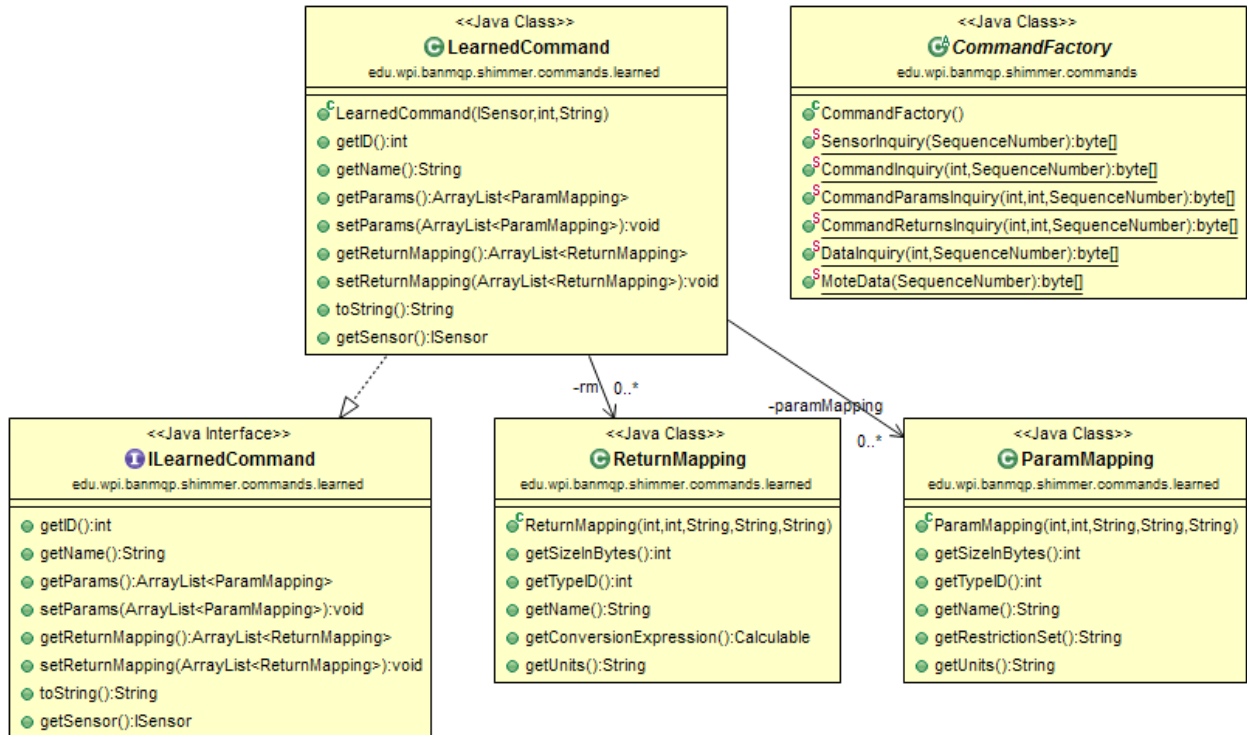 <<Java Class>>
LearnedCommand
edu.wpi.banmqp.shimmer.commands.learned
LearnedCommand(ISensor,int,String)
getID():int
getName():String
getParams():ArrayList<ParamMapping>
setParams(ArrayList<ParamMapping>):void
getReturnMapping():ArrayList<ReturnMapping>
setReturnMapping(ArrayList<ReturnMapping>):void
toString():String
getSensor():ISensor
<<Java Class>>
CommandFactory
edu.wpi.banmqp.shimmer.commands
CommandFactory()
SensorInquiry(SequenceNumber):byte[]
CommandInquiry(int,SequenceNumber):byte[]
CommandParamsInquiry(int,int,SequenceNumber):byte[]
CommandReturnsInquiry(int,int,SequenceNumber):byte[]
DataInquiry(int,SequenceNumber):byte[]
MoteData(SequenceNumber):byte[]
-rm 0..*
-paramMapping
0..*
<<Java Interface>>
ILearnedCommand
edu.wpi.banmqp.shimmer.commands.learned
getID():int
getName():String
getParams():ArrayList<ParamMapping>
setParams(ArrayList<ParamMapping>):void
getReturnMapping():ArrayList<ReturnMapping>
setReturnMapping(ArrayList<ReturnMapping>):void
toString():String
getSensor():ISensor
<<Java Class>>
ReturnMapping
edu.wpi.banmqp.shimmer.commands.learned
ReturnMapping(int,int,String,String,String)
getSizeInBytes():int
getTypeID():int
getName():String
getConversionExpression():Calculable
getUnits():String
<<Java Class>>
ParamMapping
edu.wpi.banmqp.shimmer.commands.learned
ParamMapping(int,int,String,String,String)
getSizeInBytes():int
getTypeID():int
getName():String
getRestrictionSet():String
getUnits():String